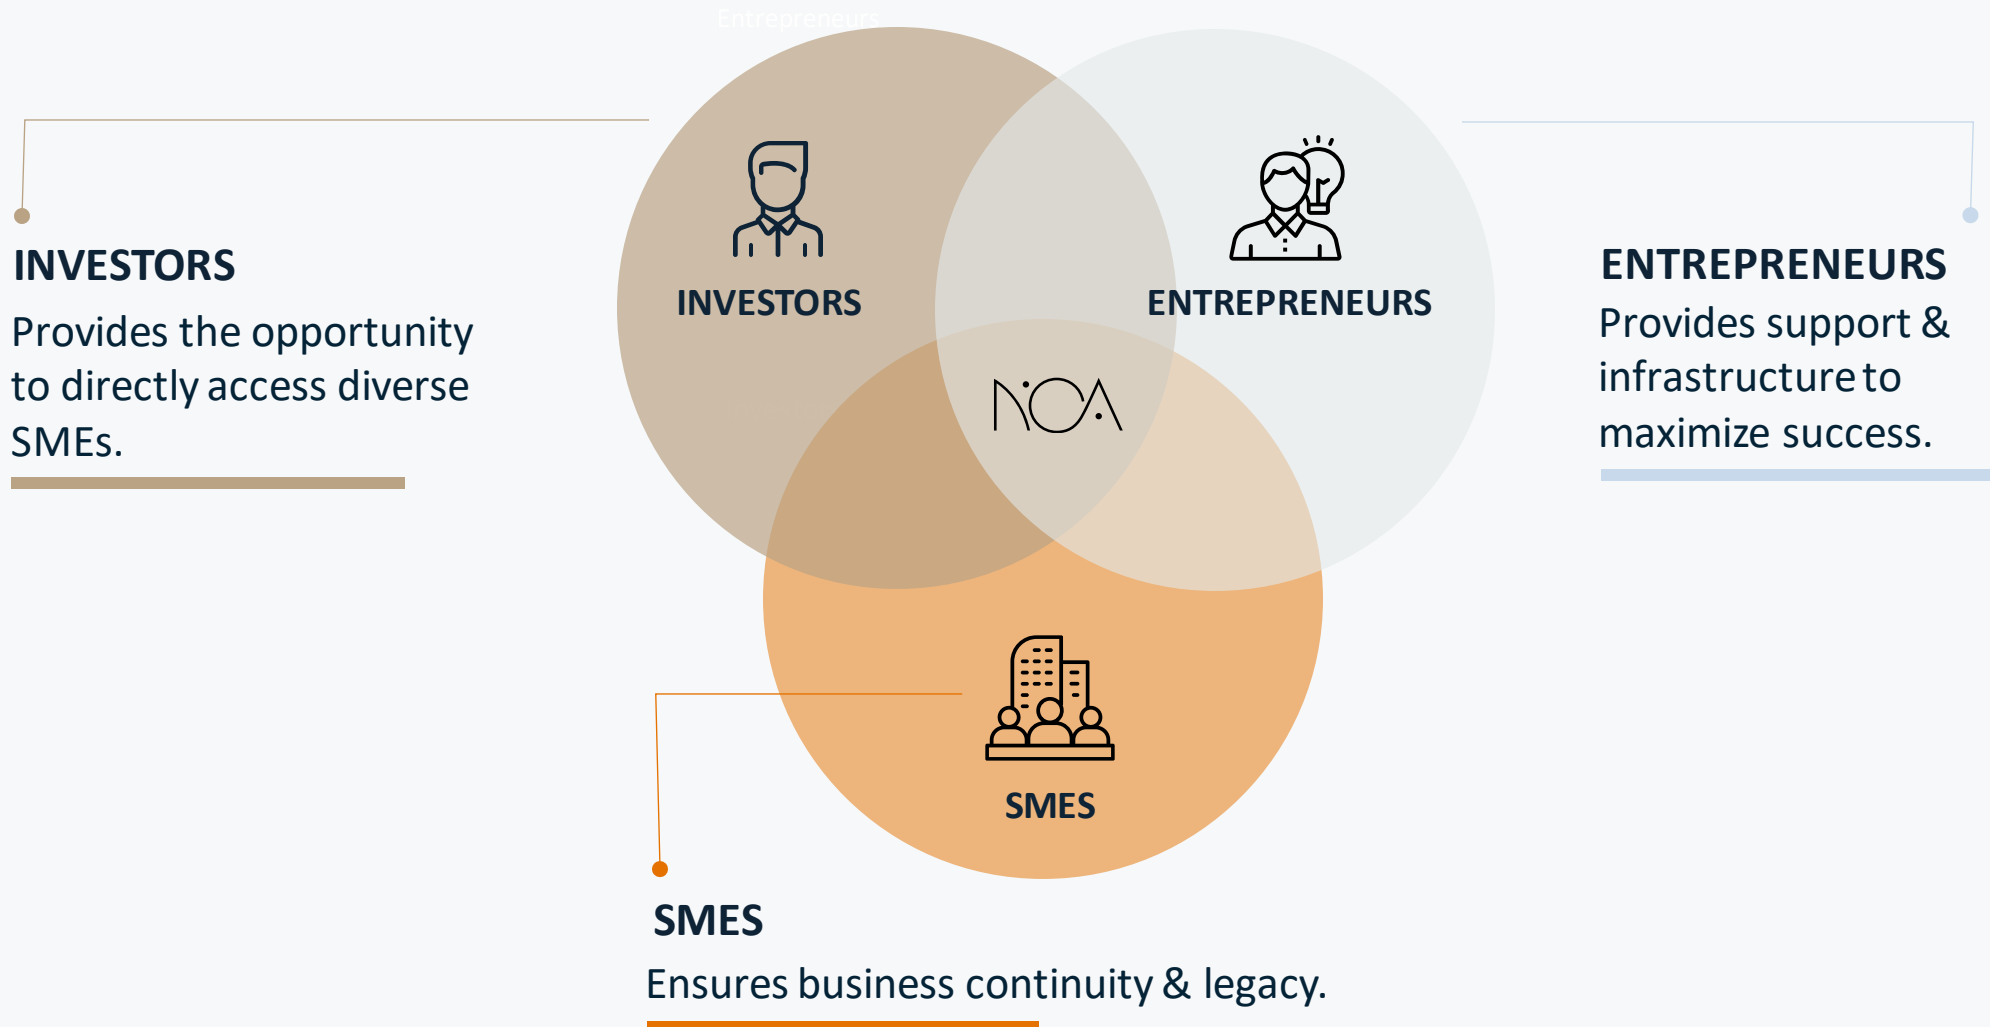 Entrepreneurs
INVESTORS
Provides the opportunity
to directly access diverse
SMEs.
INVESTORS
ENTREPRENEURS
NOA
SMES
ENTREPRENEURS
Provides support &
infrastructure to
maximize success.
SMES
Ensures business continuity & legacy.